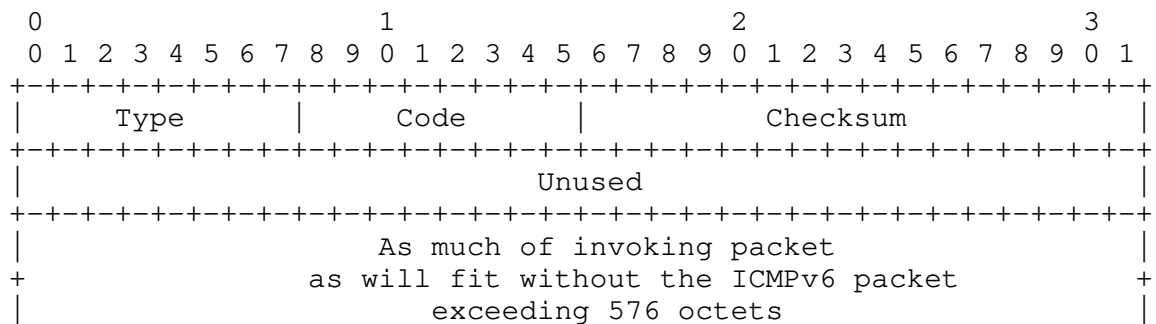 0                   1                   2                   3
0 1 2 3 4 5 6 7 8 9 0 1 2 3 4 5 6 7 8 9 0 1 2 3 4 5 6 7 8 9 0 1
+-+-+-+-+-+-+-+-+-+-+-+-+-+-+-+-+-+-+-+-+-+-+-+-+-+-+-+-+-+-+-+-+
|     Type      |     Code      |          Checksum             |
+-+-+-+-+-+-+-+-+-+-+-+-+-+-+-+-+-+-+-+-+-+-+-+-+-+-+-+-+-+-+-+-+
|                             Unused                            |
+-+-+-+-+-+-+-+-+-+-+-+-+-+-+-+-+-+-+-+-+-+-+-+-+-+-+-+-+-+-+-+-+
|                    As much of invoking packet                 |
+                as will fit without the ICMPv6 packet          +
|                       exceeding 576 octets                    |